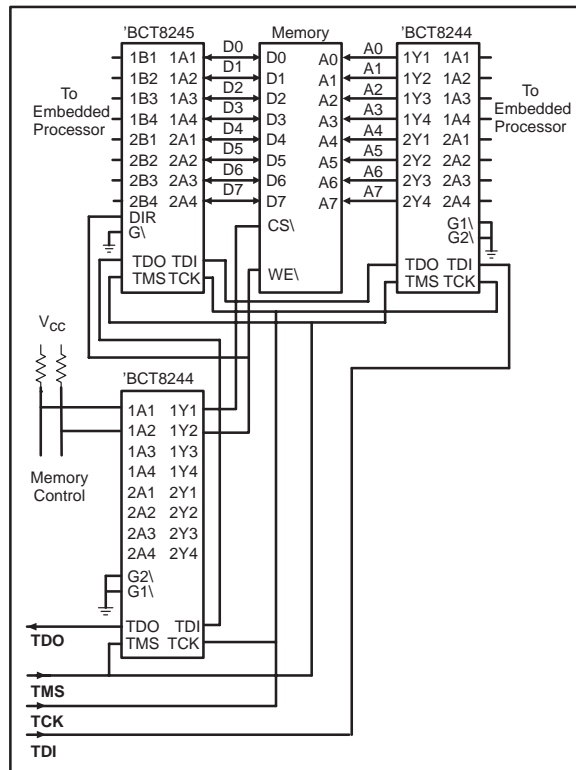 'BCT8245 Memory 'BCT8244
1B1 1A1 D0 D0 A0 A0 1Y1 1A1
1B2 1A2 D1 D1 A1 A1 1Y2 1A2
1B3 1A3 D2 D2 A2 A2 1Y3 1A3
1B4 1A4 D3 D3 A3 A3 1Y4 1A4
2B1 2A1 D4 D4 A4 A4 2Y1 2A1
2B2 2A2 D5 D5 A5 A5 2Y2 2A2
2B3 2A3 D6 D6 A6 A6 2Y3 2A3
2B4 2A4 D7 D7 A7 A7 2Y4 2A4
To
Embedded
Processor
To
Embedded
Processor
DIR
G\
CS\
G1\
G2\
TDO TDI
TMS TCK
WE\
TDO TDI
TMS TCK
VCC
'BCT8244
1A1 1Y1
1A2 1Y2
1A3 1Y3
1A4 1Y4
2A1 2Y1
2A2 2Y2
2A3 2Y3
2A4 2Y4
Memory
Control
G2\
G1\
TDO TDI
TMS TCK
TDO
TMS
TCK
TDI